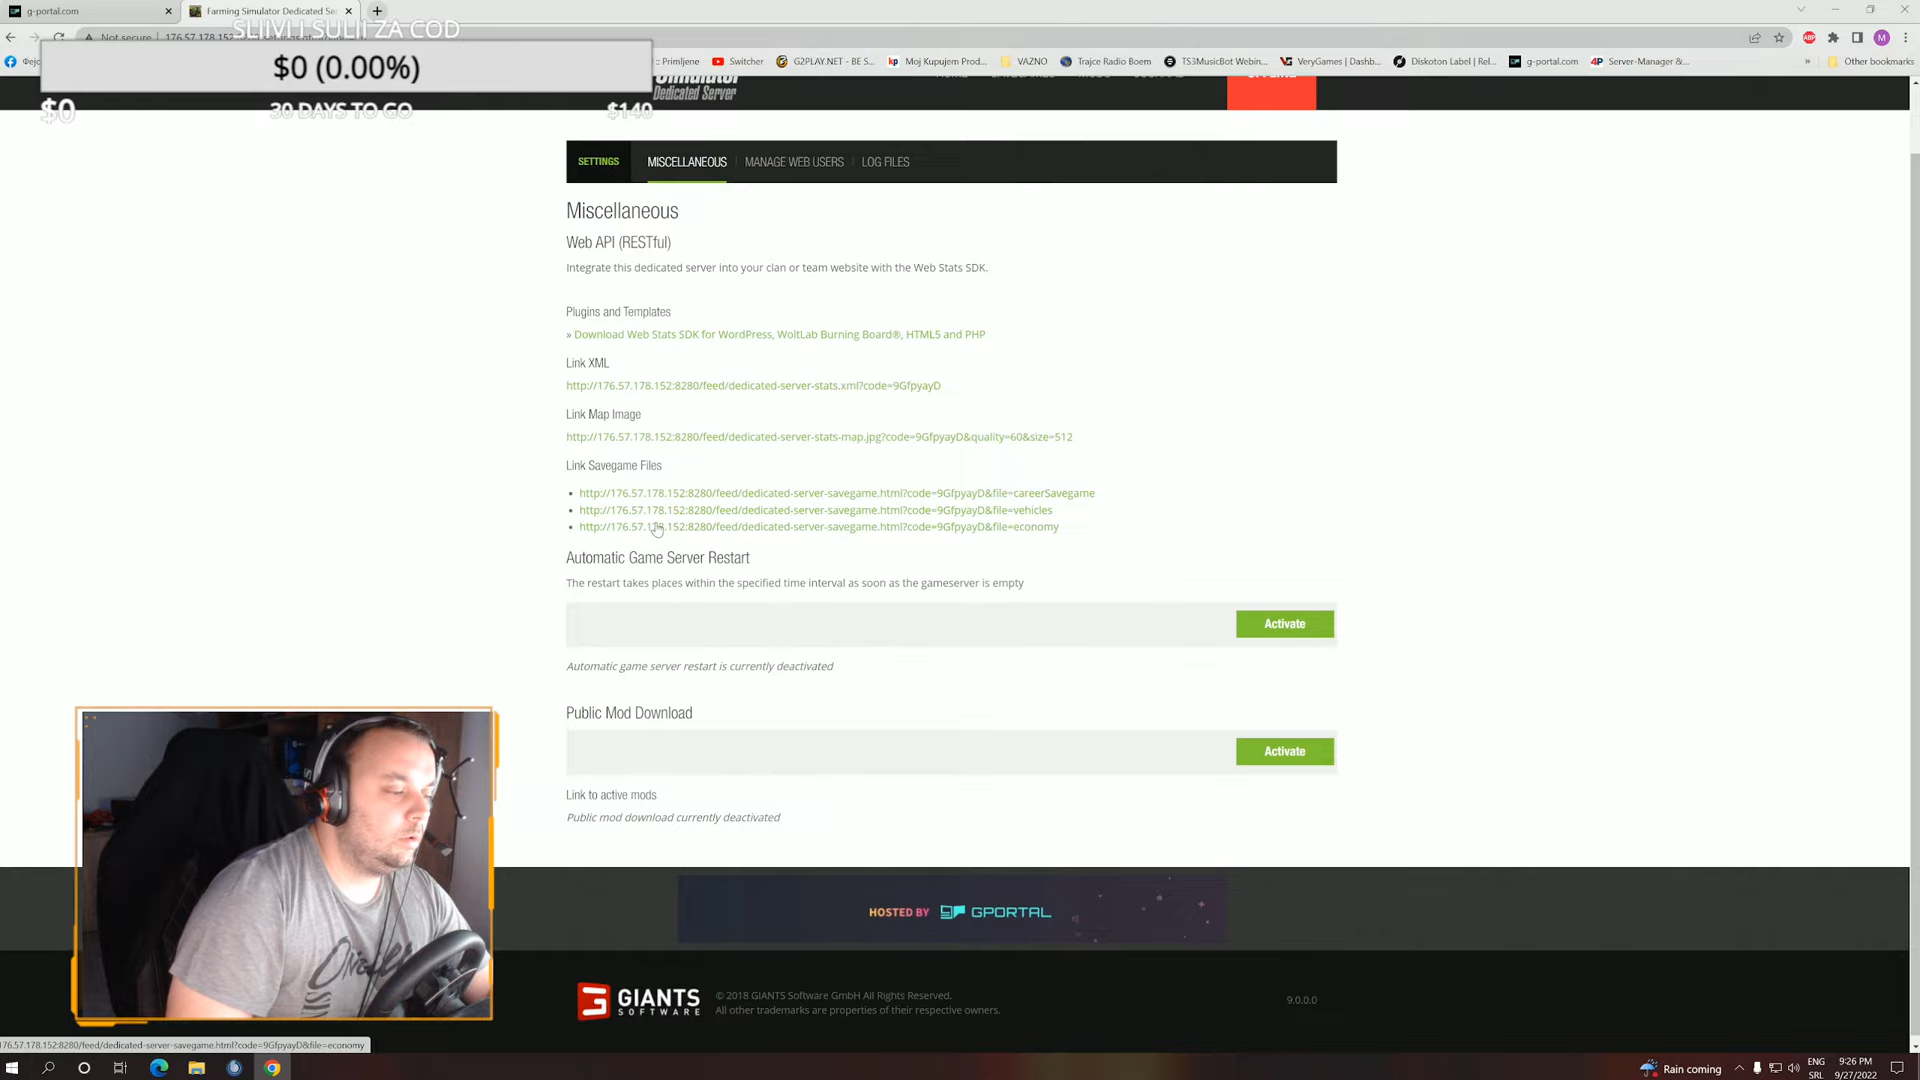 g-portal.com
Farming Simulator Dedicated Se
SLIVI I SULII ZA COD
Not secure
$0 (0.00%)
$0
30 DAYS TO GO
$140
:: Primljene
Switcher
G2PLAY.NET - BE S...
Moj Kupujem Prod...
VAZNO
Trajce Radio Boem
TS3MusicBot Webin...
VeryGames | Dashb...
Diskoton Label | Rel...
g-portal.com
Server-Manager &...
»
Other bookmarks
Dedicated Server
SETTINGS
MISCELLANEOUS
MANAGE WEB USERS
LOG FILES
Miscellaneous
Web API (RESTful)
Integrate this dedicated server into your clan or team website with the Web Stats SDK.
Plugins and Templates
» Download Web Stats SDK for WordPress, WoltLab Burning Board®, HTML5 and PHP
Link XML
http://176.57.178.152:8280/feed/dedicated-server-stats.xml?code=9GfpyayD
Link Map Image
http://176.57.178.152:8280/feed/dedicated-server-stats-map.jpg?code=9GfpyayD&quality=60&size=512
Link Savegame Files
• http://176.57.178.152:8280/feed/dedicated-server-savegame.html?code=9GfpyayD&file=careerSavegame
• http://176.57.178.152:8280/feed/dedicated-server-savegame.html?code=9GfpyayD&file=vehicles
• http://176.57.178.152:8280/feed/dedicated-server-savegame.html?code=9GfpyayD&file=economy
Automatic Game Server Restart
The restart takes places within the specified time interval as soon as the gameserver is empty
Activate
Automatic game server restart is currently deactivated
Public Mod Download
Activate
Link to active mods
Public mod download currently deactivated
HOSTED BY GPORTAL
GIANTS SOFTWARE
© 2018 GIANTS Software GmbH All Rights Reserved.
All other trademarks are properties of their respective owners.
9.0.0.0
176.57.178.152:8280/feed/dedicated-server-savegame.html?code=9GfpyayD&file=economy
Rain coming
ENG
SRL
9:26 PM
9/27/2022